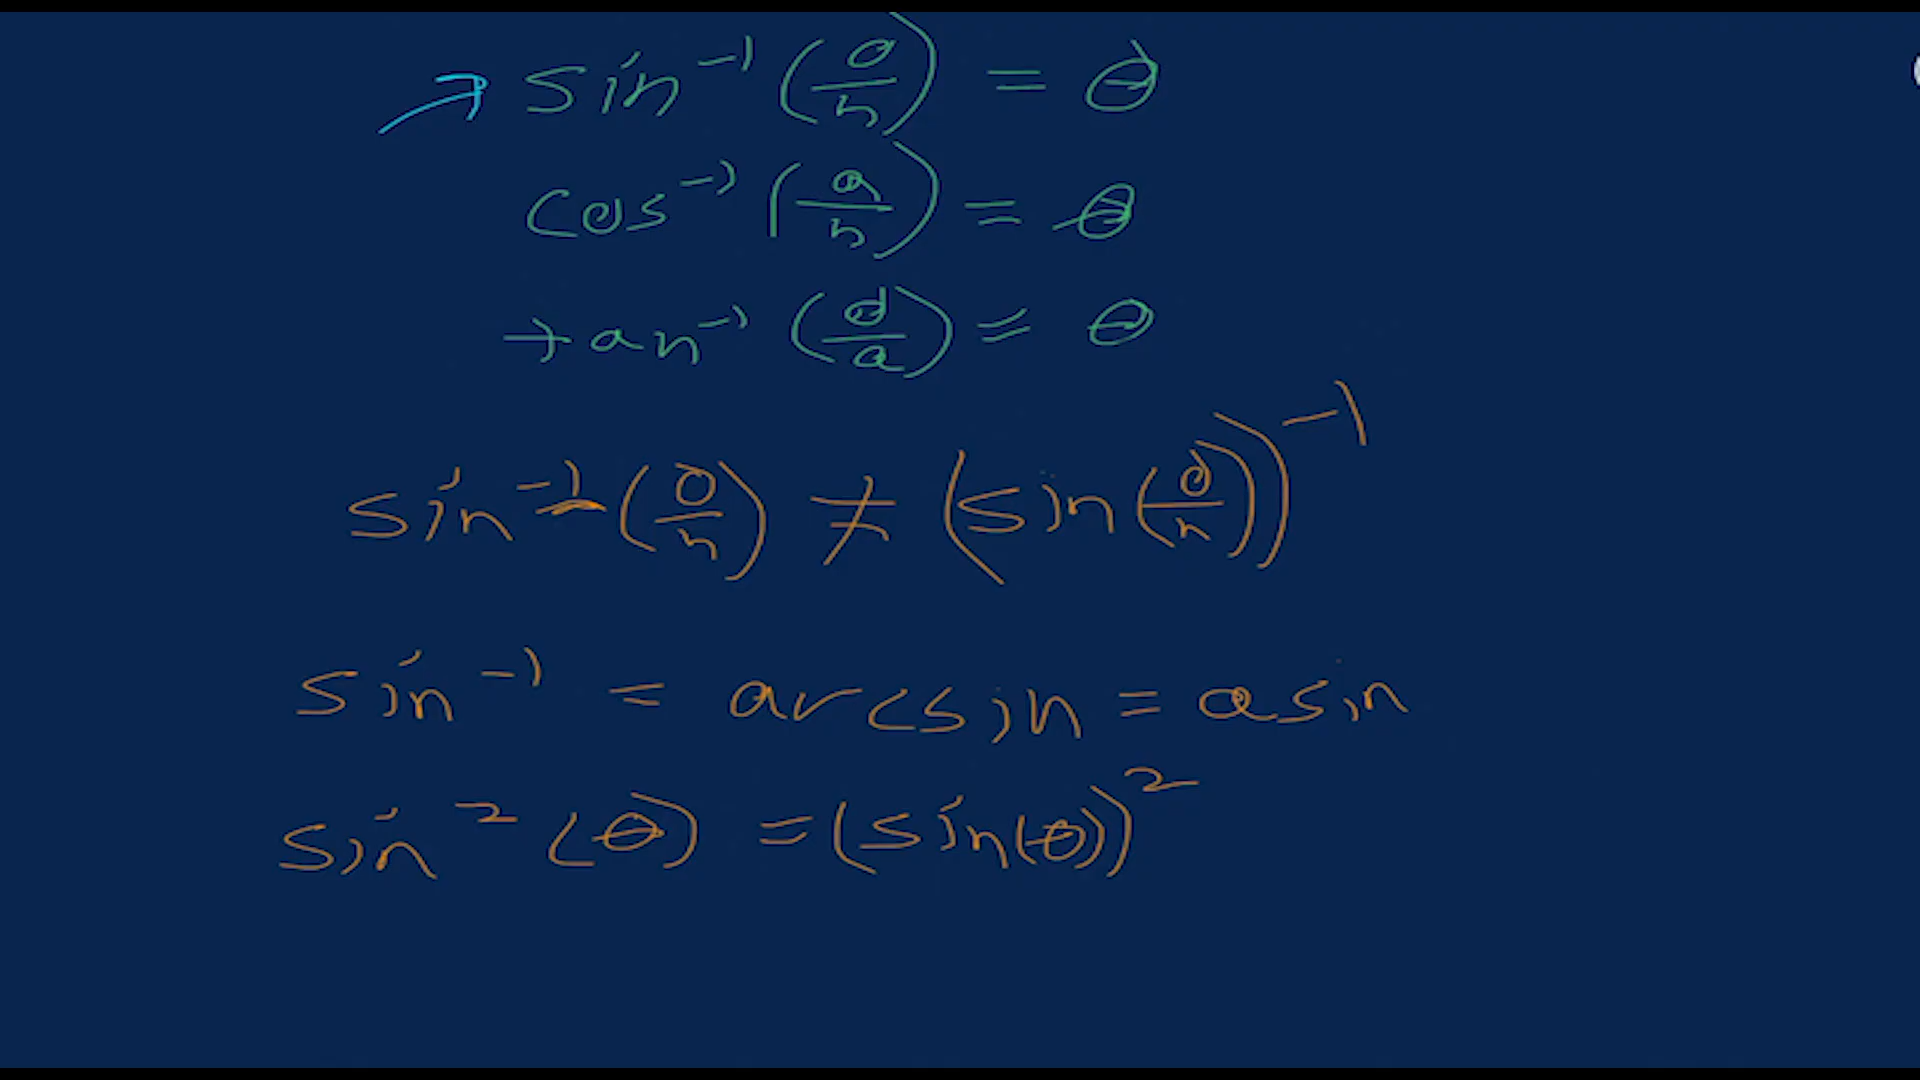 sin⁻¹(o/h) = θ
cos⁻¹(a/h) = θ
tan⁻¹(o/a) = θ
sin⁻¹(o/h) ≠ (sin(o/h))⁻¹
sin⁻¹ = arcsin = asin
sin²(θ) = (sin(θ))²